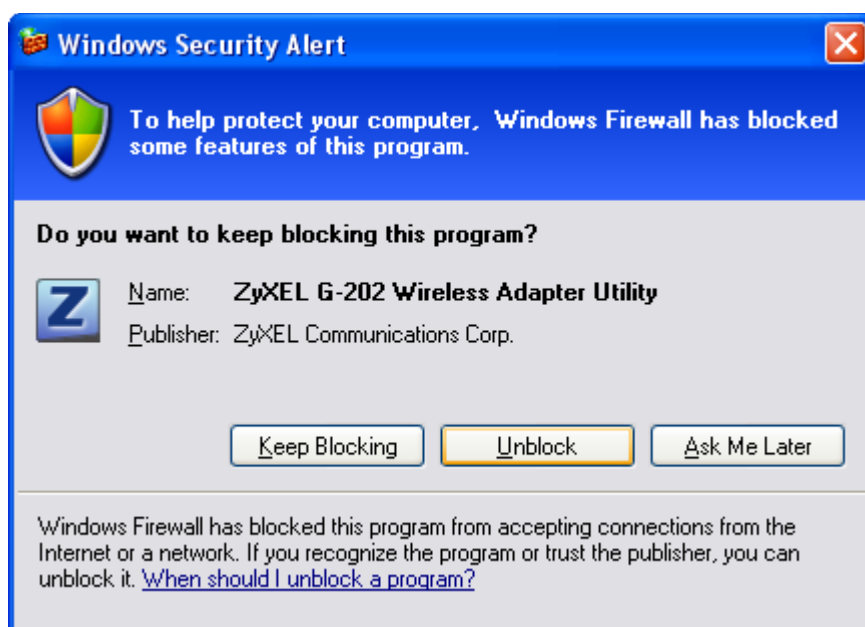 Windows Security Alert
To help protect your computer, Windows Firewall has blocked
some features of this program.
Do you want to keep blocking this program?
Z
Name: ZyXEL G-202 Wireless Adapter Utility
Publisher: ZyXEL Communications Corp.
Keep Blocking Unblock Ask Me Later
Windows Firewall has blocked this program from accepting connections from the
Internet or a network. If you recognize the program or trust the publisher, you can
unblock it. When should I unblock a program?